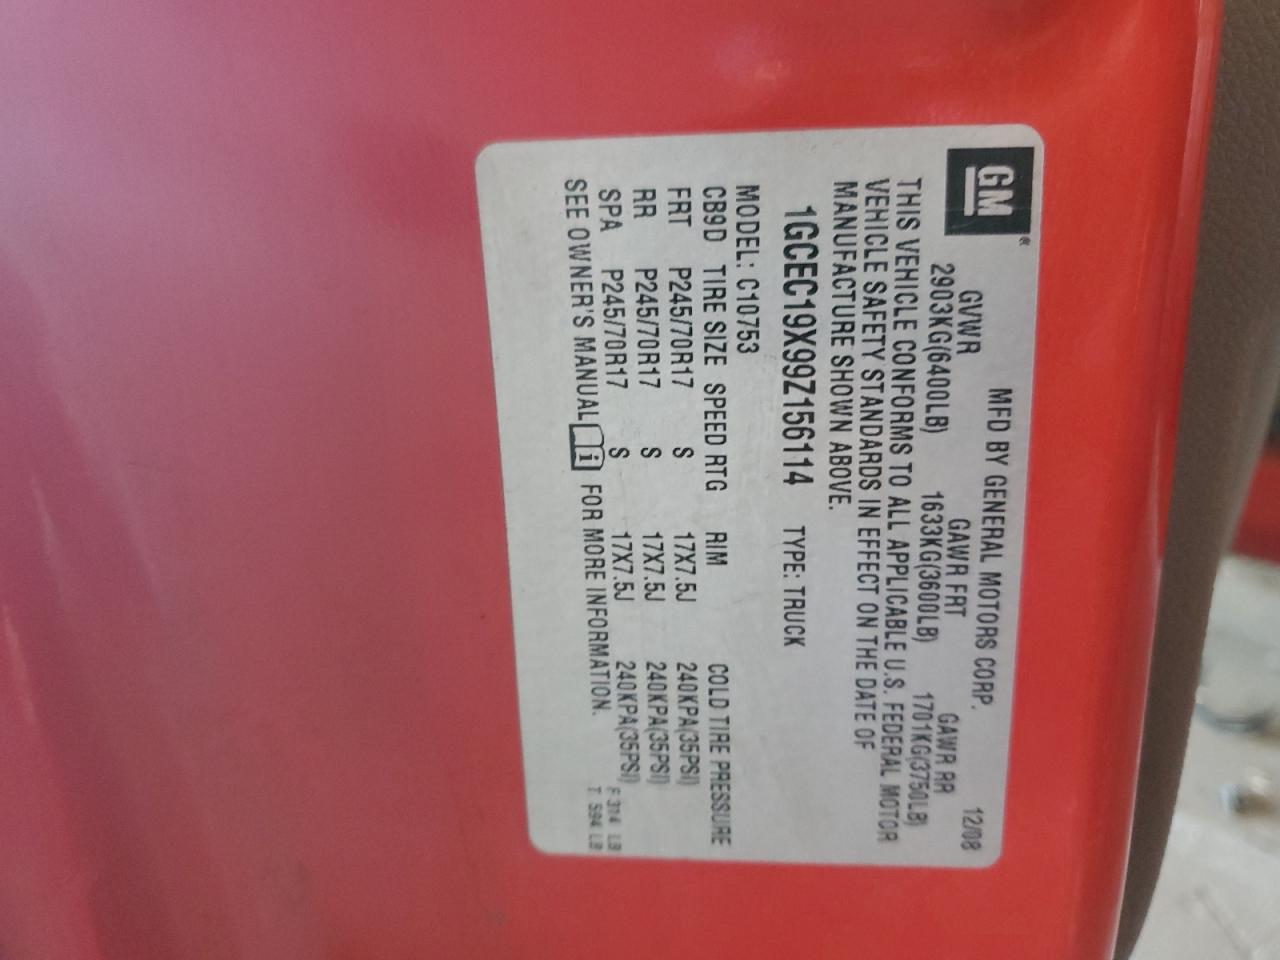 GM®
MFD BY GENERAL MOTORS CORP. 12/08
GVWR GAWR FRT GAWR RR
2903KG(6400LB) 1633KG(3600LB) 1701KG(3750LB)
THIS VEHICLE CONFORMS TO ALL APPLICABLE U.S. FEDERAL MOTOR
VEHICLE SAFETY STANDARDS IN EFFECT ON THE DATE OF
MANUFACTURE SHOWN ABOVE.
1GCEC19X99Z156114 TYPE: TRUCK
MODEL: C10753
CB9D TIRE SIZE SPEED RTG RIM COLD TIRE PRESSURE
FRT P245/70R17 S 17X7.5J 240KPA(35PSI)
RR P245/70R17 S 17X7.5J 240KPA(35PSI)
SPA P245/70R17 S 17X7.5J 240KPA(35PSI)
SEE OWNER'S MANUAL i FOR MORE INFORMATION.
F 314 LB
T 594 LB